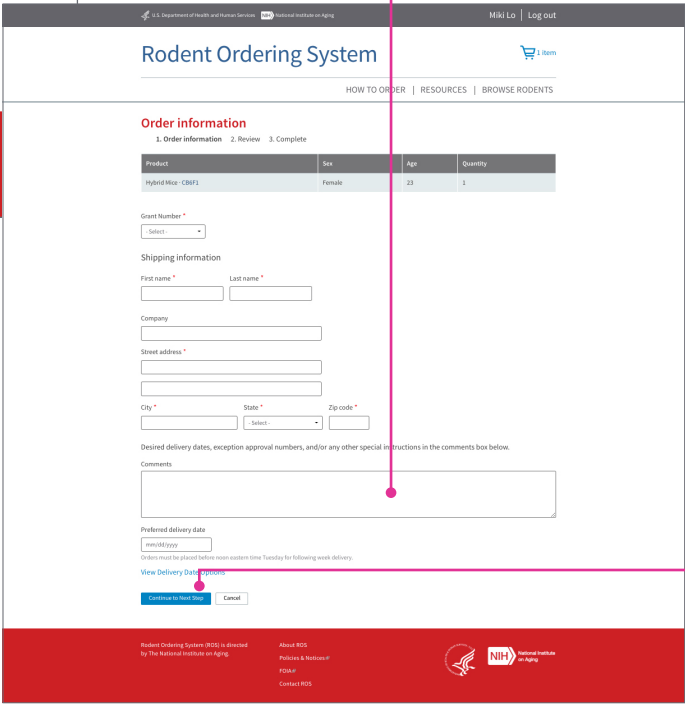 U.S. Department of Health and Human Services NIH National Institute on Aging
Miki Lo | Log out
Rodent Ordering System
1 item
HOW TO ORDER | RESOURCES | BROWSE RODENTS
Order information
1. Order information 2. Review 3. Complete
Product Sex Age Quantity
Hybrid Mice - CB6F1 Female 23 1
Grant Number *
- Select -
Shipping information
First name * Last name *
Company
Street address *
City * State * Zip code *
- Select -
Desired delivery dates, exception approval numbers, and/or any other special instructions in the comments box below.
Comments
Preferred delivery date
mm/dd/yyyy
Orders must be placed before noon eastern time Tuesday for following week delivery.
View Delivery Date Options
Continue to Next Step Cancel
Rodent Ordering System (ROS) is directed
by The National Institute on Aging.
About ROS
Policies & Notices
FOIA
Contact ROS
NIH National Institute
on Aging